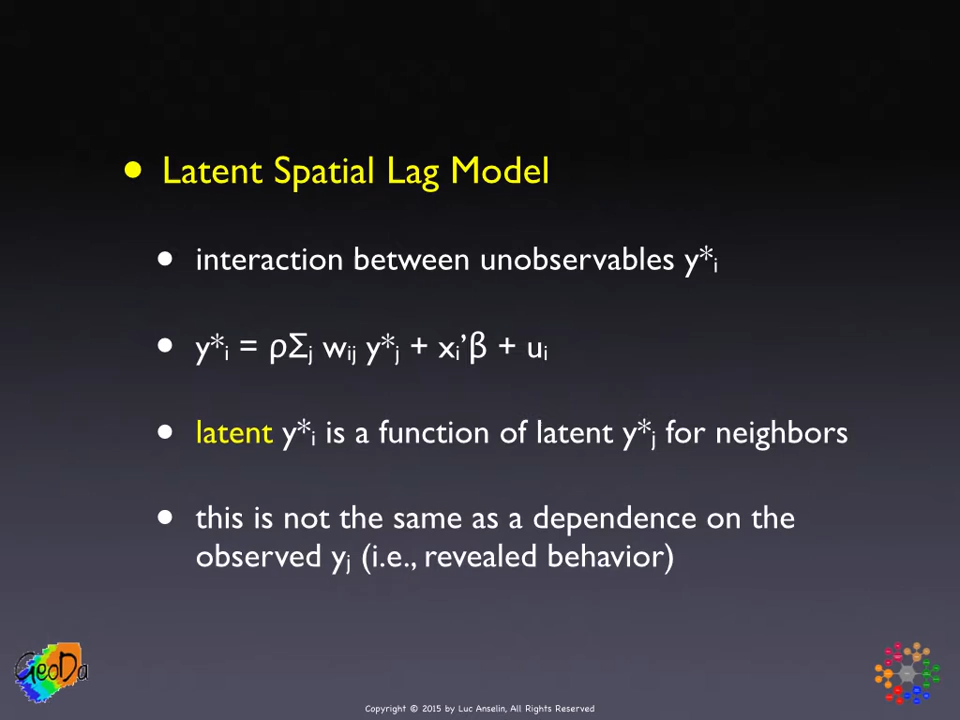 • Latent Spatial Lag Model
• interaction between unobservables y*ᵢ
• y*ᵢ = ρΣⱼ wᵢⱼ y*ⱼ + xᵢ’β + uᵢ
• latent y*ᵢ is a function of latent y*ⱼ for neighbors
• this is not the same as a dependence on the
observed yⱼ (i.e., revealed behavior)
GeoDa
Copyright © 2015 by Luc Anselin, All Rights Reserved